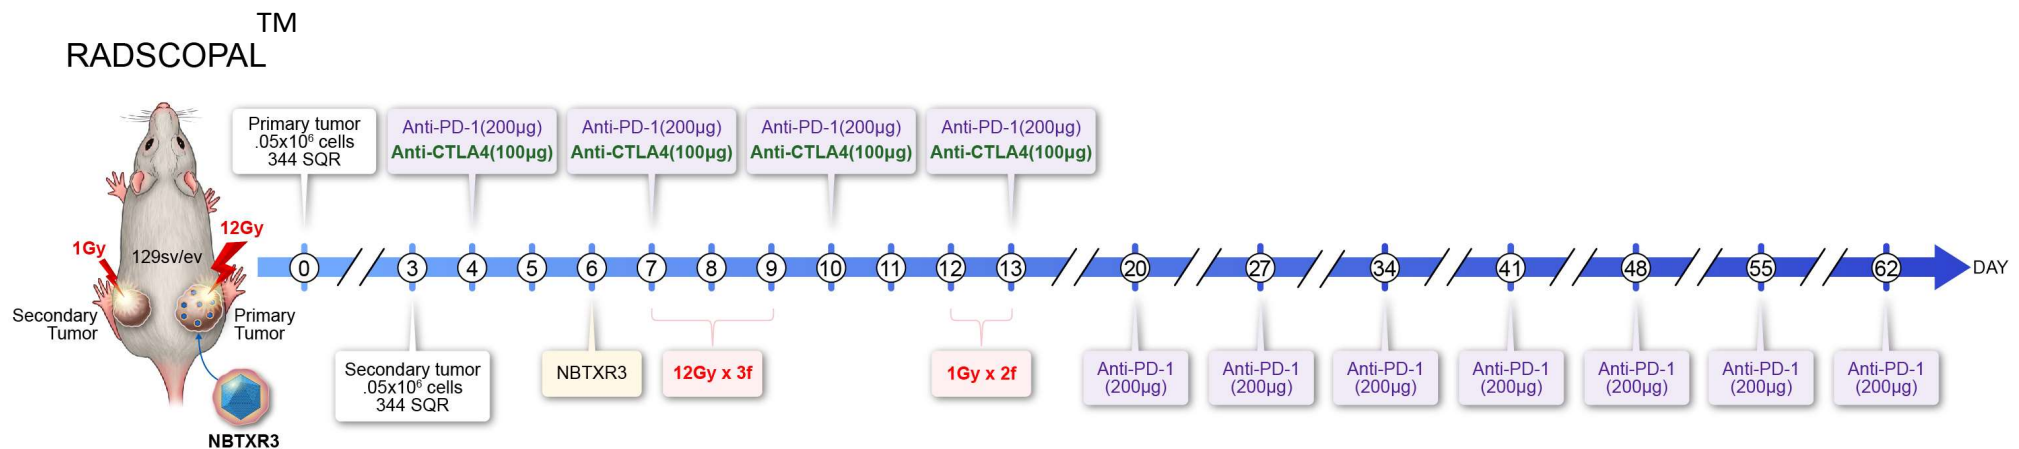 TM
RADSCOPAL
Primary tumor
.05x10⁶ cells
344 SQR
Anti-PD-1(200µg)
Anti-CTLA4(100µg)
Anti-PD-1(200µg)
Anti-CTLA4(100µg)
Anti-PD-1(200µg)
Anti-CTLA4(100µg)
Anti-PD-1(200µg)
Anti-CTLA4(100µg)
12Gy
1Gy
129sv/ev
0 3 4 5 6 7 8 9 10 11 12 13 20 27 34 41 48 55 62 DAY
Secondary
Tumor
Primary
Tumor
NBTXR3
Secondary tumor
.05x10⁶ cells
344 SQR
NBTXR3
12Gy x 3f
1Gy x 2f
Anti-PD-1
(200µg)
Anti-PD-1
(200µg)
Anti-PD-1
(200µg)
Anti-PD-1
(200µg)
Anti-PD-1
(200µg)
Anti-PD-1
(200µg)
Anti-PD-1
(200µg)